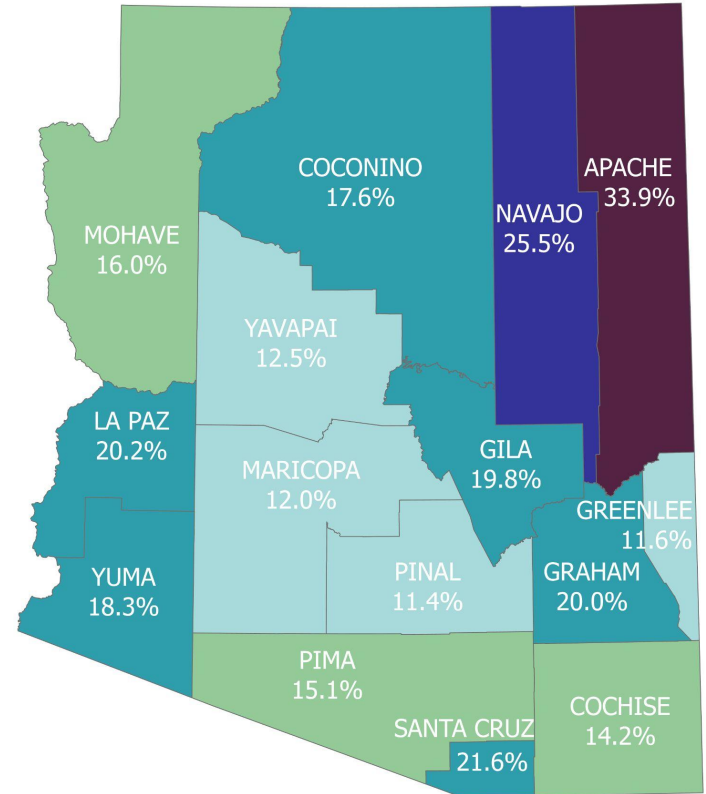 COCONINO
17.6%
APACHE
33.9%
NAVAJO
25.5%
MOHAVE
16.0%
YAVAPAI
12.5%
LA PAZ
20.2%
GILA
19.8%
MARICOPA
12.0%
GREENLEE
11.6%
YUMA
18.3%
PINAL
11.4%
GRAHAM
20.0%
PIMA
15.1%
COCHISE
14.2%
SANTA CRUZ
21.6%